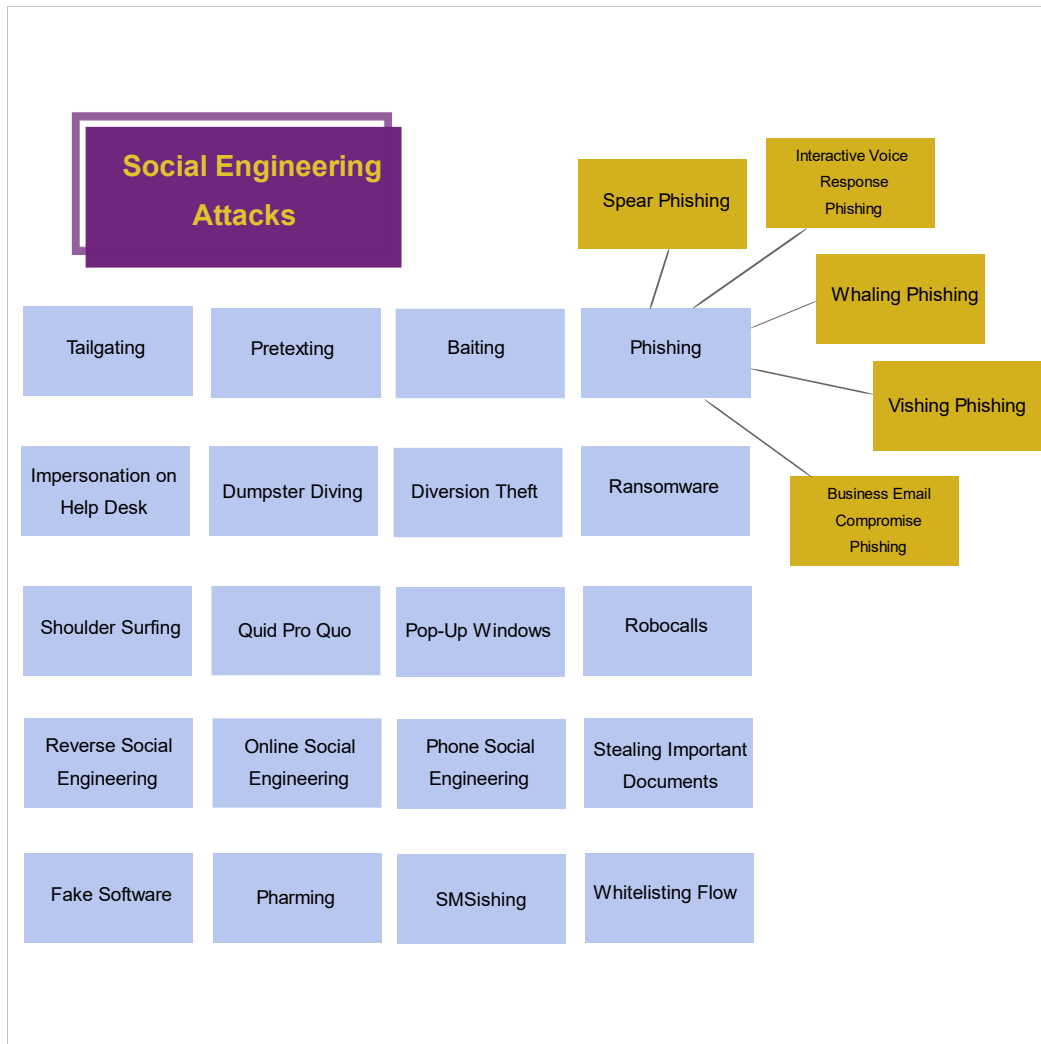 Social Engineering
Attacks
Spear Phishing
Interactive Voice
Response
Phishing
Whaling Phishing
Tailgating
Pretexting
Baiting
Phishing
Vishing Phishing
Impersonation on
Help Desk
Dumpster Diving
Diversion Theft
Ransomware
Business Email
Compromise
Phishing
Shoulder Surfing
Quid Pro Quo
Pop-Up Windows
Robocalls
Reverse Social
Engineering
Online Social
Engineering
Phone Social
Engineering
Stealing Important
Documents
Fake Software
Pharming
SMSishing
Whitelisting Flow